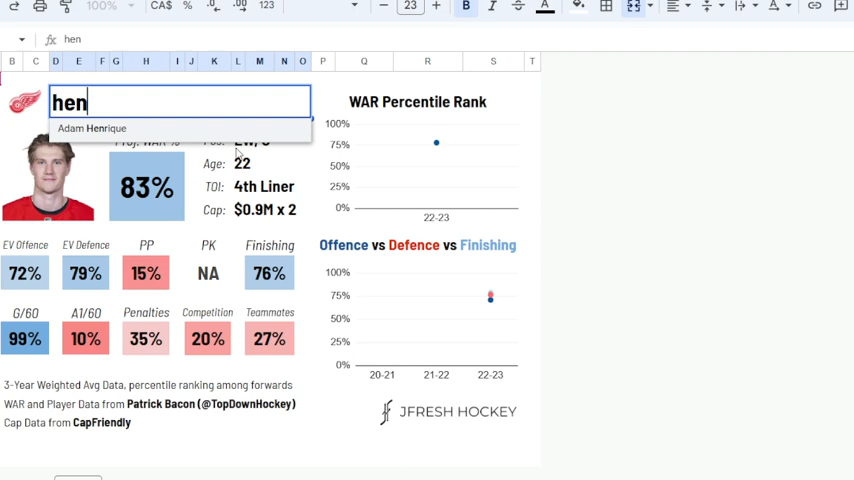 100%
CA$ % .0 .00 123
23
B I S A
fx hen
B C D E F G H I J K L M N O P Q R S T
hen
Adam Henrique
WAR Percentile Rank
100%
75%
50%
25%
0%
22-23
83%
Age: 22
TOI: 4th Liner
Cap: $0.9M x 2
EV Offence EV Defence PP PK Finishing
72% 79% 15% NA 76%
G/60 A1/60 Penalties Competition Teammates
99% 10% 35% 20% 27%
Offence vs Defence vs Finishing
100%
75%
50%
25%
0%
20-21 21-22 22-23
3-Year Weighted Avg Data, percentile ranking among forwards
WAR and Player Data from Patrick Bacon (@TopDownHockey)
Cap Data from CapFriendly
JFRESH HOCKEY